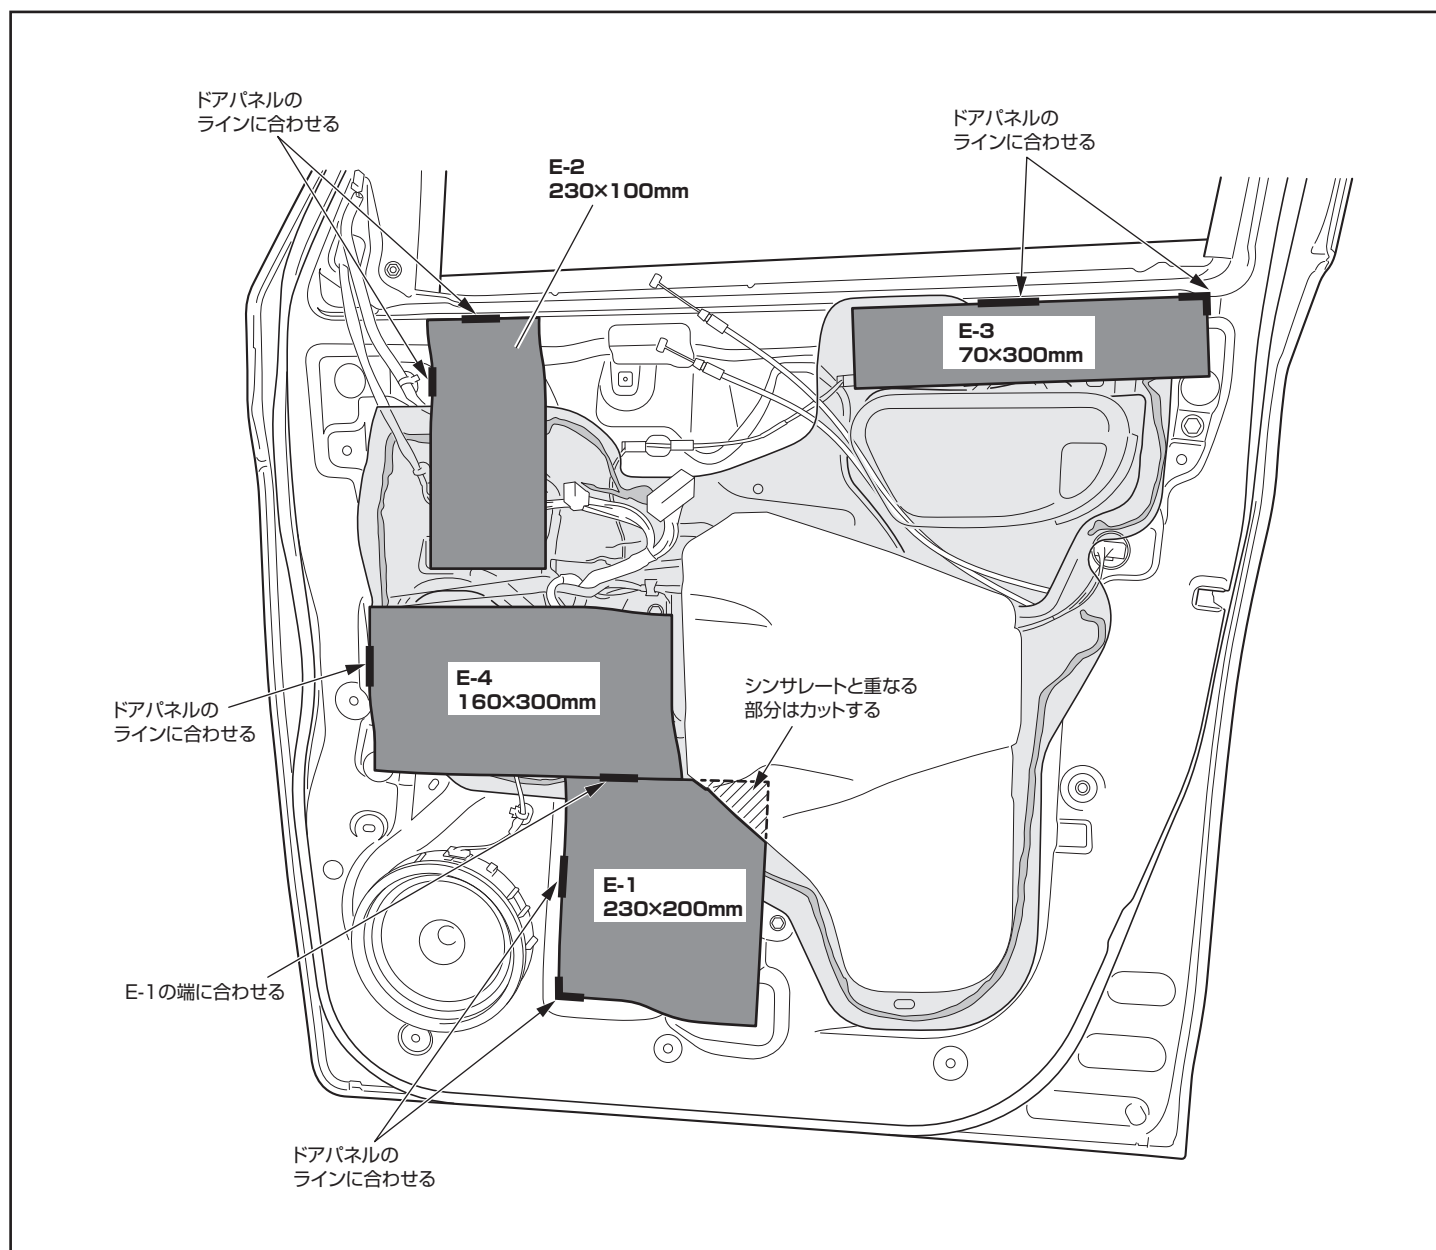 ドアパネルの
ラインに合わせる
ドアパネルの
ラインに合わせる
E-2
230×100mm
E-3
70×300mm
E-4
160×300mm
シンサレートと重なる
部分はカットする
ドアパネルの
ラインに合わせる
E-1
230×200mm
E-1の端に合わせる
ドアパネルの
ラインに合わせる